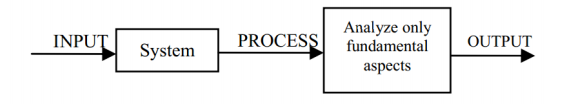 INPUT
System
PROCESS
Analyze only
fundamental
aspects
OUTPUT